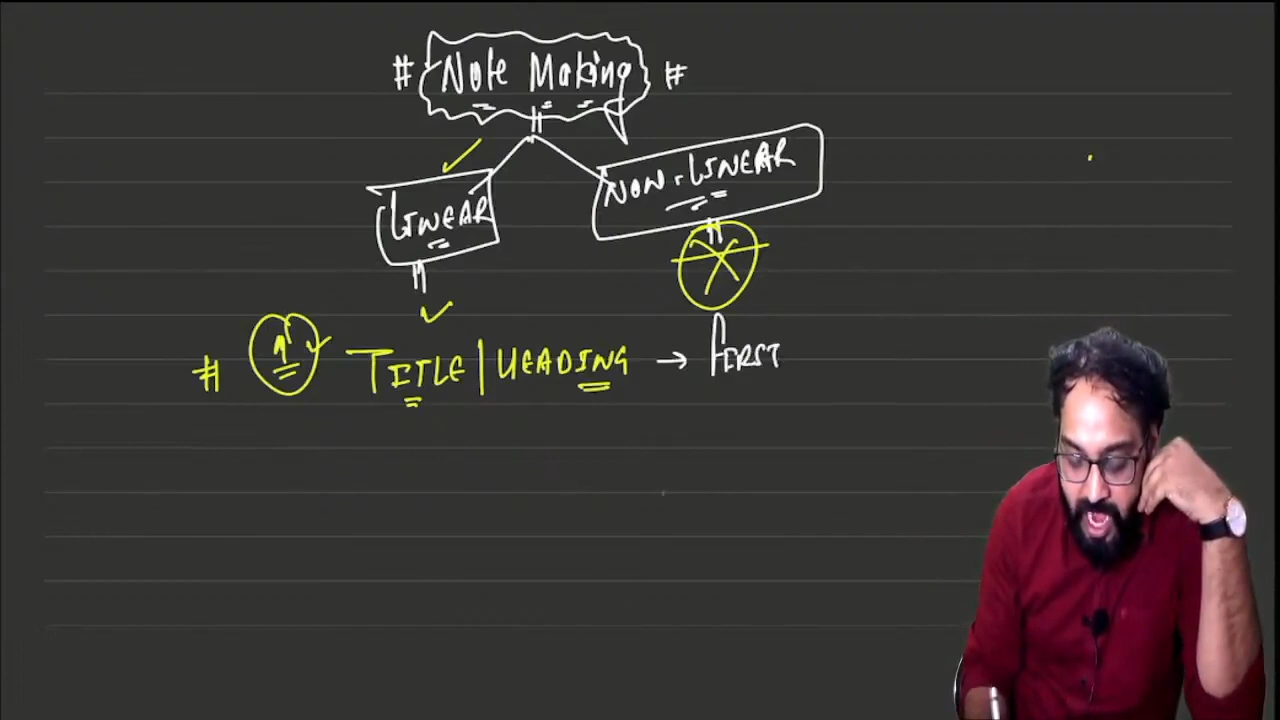 # Note Making #
LINEAR
NON-LINEAR
# 1 TITLE | HEADING → FIRST